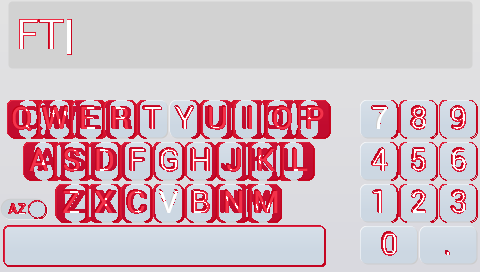 FT
QWERTYUIOP 789
ASDFGHJKL 456
ZXCVBNM 123
AZ
0 .